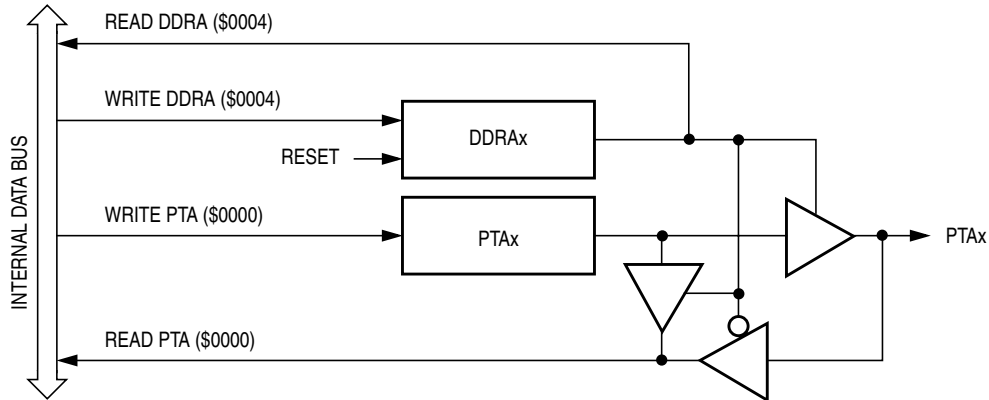 READ DDRA ($0004)
WRITE DDRA ($0004)
RESET
DDRAx
WRITE PTA ($0000)
PTAx
PTAx
READ PTA ($0000)
INTERNAL DATA BUS